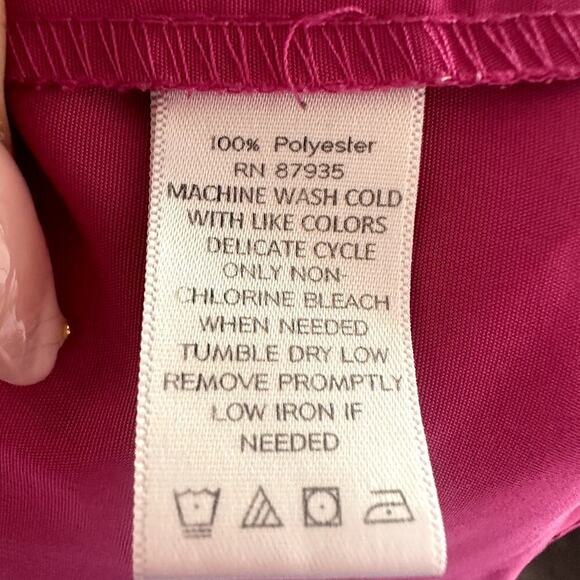 100% Polyester
RN 87935
MACHINE WASH COLD
WITH LIKE COLORS
DELICATE CYCLE
ONLY NON-
CHLORINE BLEACH
WHEN NEEDED
TUMBLE DRY LOW
REMOVE PROMPTLY
LOW IRON IF
NEEDED